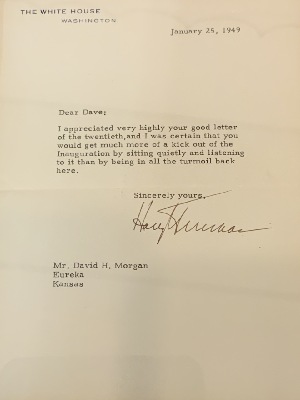 THE WHITE HOUSE
WASHINGTON
January 25, 1949
Dear Dave:
I appreciated very highly your good letter
of the twentieth,and I was certain that you
would get much more of a kick out of the
Inauguration by sitting quietly and listening
to it than by being in all the turmoil back
here.
Sincerely yours,
Harry Truman
Mr. David H. Morgan
Eureka
Kansas